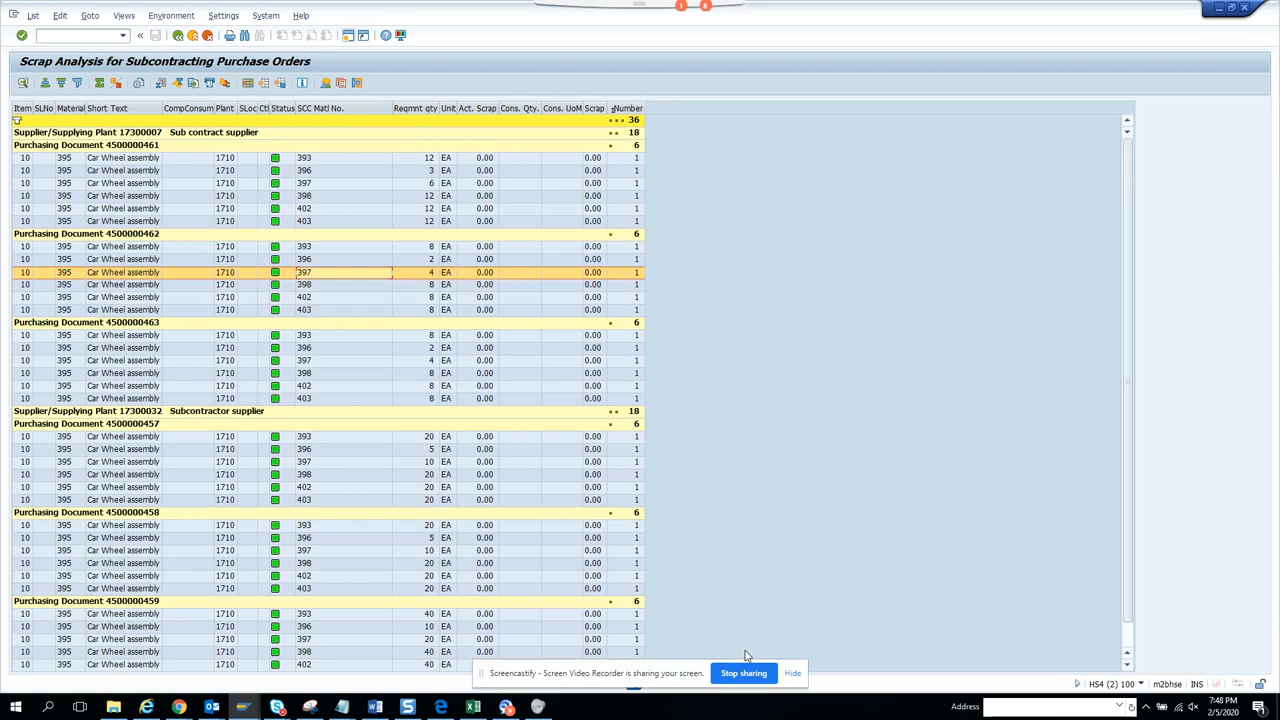 1 8
List Edit Goto Views Environment Settings System Help
Scrap Analysis for Subcontracting Purchase Orders
Item SLNo Material Short Text CompConsum Plant SLoc Ctl Status SCC Matl No. Reqmnt qty Unit Act. Scrap Cons. Qty. Cons. UoM Scrap Number
36
Supplier/Supplying Plant 17300007 Sub contract supplier 18
Purchasing Document 4500000461 6
10 395 Car Wheel assembly 1710 393 12 EA 0.00 0.00 1
10 395 Car Wheel assembly 1710 396 3 EA 0.00 0.00 1
10 395 Car Wheel assembly 1710 397 6 EA 0.00 0.00 1
10 395 Car Wheel assembly 1710 398 12 EA 0.00 0.00 1
10 395 Car Wheel assembly 1710 402 12 EA 0.00 0.00 1
10 395 Car Wheel assembly 1710 403 12 EA 0.00 0.00 1
Purchasing Document 4500000462 6
10 395 Car Wheel assembly 1710 393 8 EA 0.00 0.00 1
10 395 Car Wheel assembly 1710 396 2 EA 0.00 0.00 1
10 395 Car Wheel assembly 1710 397 4 EA 0.00 0.00 1
10 395 Car Wheel assembly 1710 398 8 EA 0.00 0.00 1
10 395 Car Wheel assembly 1710 402 8 EA 0.00 0.00 1
10 395 Car Wheel assembly 1710 403 8 EA 0.00 0.00 1
Purchasing Document 4500000463 6
10 395 Car Wheel assembly 1710 393 8 EA 0.00 0.00 1
10 395 Car Wheel assembly 1710 396 2 EA 0.00 0.00 1
10 395 Car Wheel assembly 1710 397 4 EA 0.00 0.00 1
10 395 Car Wheel assembly 1710 398 8 EA 0.00 0.00 1
10 395 Car Wheel assembly 1710 402 8 EA 0.00 0.00 1
10 395 Car Wheel assembly 1710 403 8 EA 0.00 0.00 1
Supplier/Supplying Plant 17300032 Subcontractor supplier 18
Purchasing Document 4500000457 6
10 395 Car Wheel assembly 1710 393 20 EA 0.00 0.00 1
10 395 Car Wheel assembly 1710 396 5 EA 0.00 0.00 1
10 395 Car Wheel assembly 1710 397 10 EA 0.00 0.00 1
10 395 Car Wheel assembly 1710 398 20 EA 0.00 0.00 1
10 395 Car Wheel assembly 1710 402 20 EA 0.00 0.00 1
10 395 Car Wheel assembly 1710 403 20 EA 0.00 0.00 1
Purchasing Document 4500000458 6
10 395 Car Wheel assembly 1710 393 20 EA 0.00 0.00 1
10 395 Car Wheel assembly 1710 396 5 EA 0.00 0.00 1
10 395 Car Wheel assembly 1710 397 10 EA 0.00 0.00 1
10 395 Car Wheel assembly 1710 398 20 EA 0.00 0.00 1
10 395 Car Wheel assembly 1710 402 20 EA 0.00 0.00 1
10 395 Car Wheel assembly 1710 403 20 EA 0.00 0.00 1
Purchasing Document 4500000459 6
10 395 Car Wheel assembly 1710 393 40 EA 0.00 0.00 1
10 395 Car Wheel assembly 1710 396 10 EA 0.00 0.00 1
10 395 Car Wheel assembly 1710 397 20 EA 0.00 0.00 1
10 395 Car Wheel assembly 1710 398 40 EA 0.00 0.00 1
10 395 Car Wheel assembly 1710 402 40 EA 0.00 0.00 1
Screencastify - Screen Video Recorder is sharing your screen. Stop sharing Hide
HS4 (2) 100 m2bhse INS
Address 7:48 PM
2/5/2020